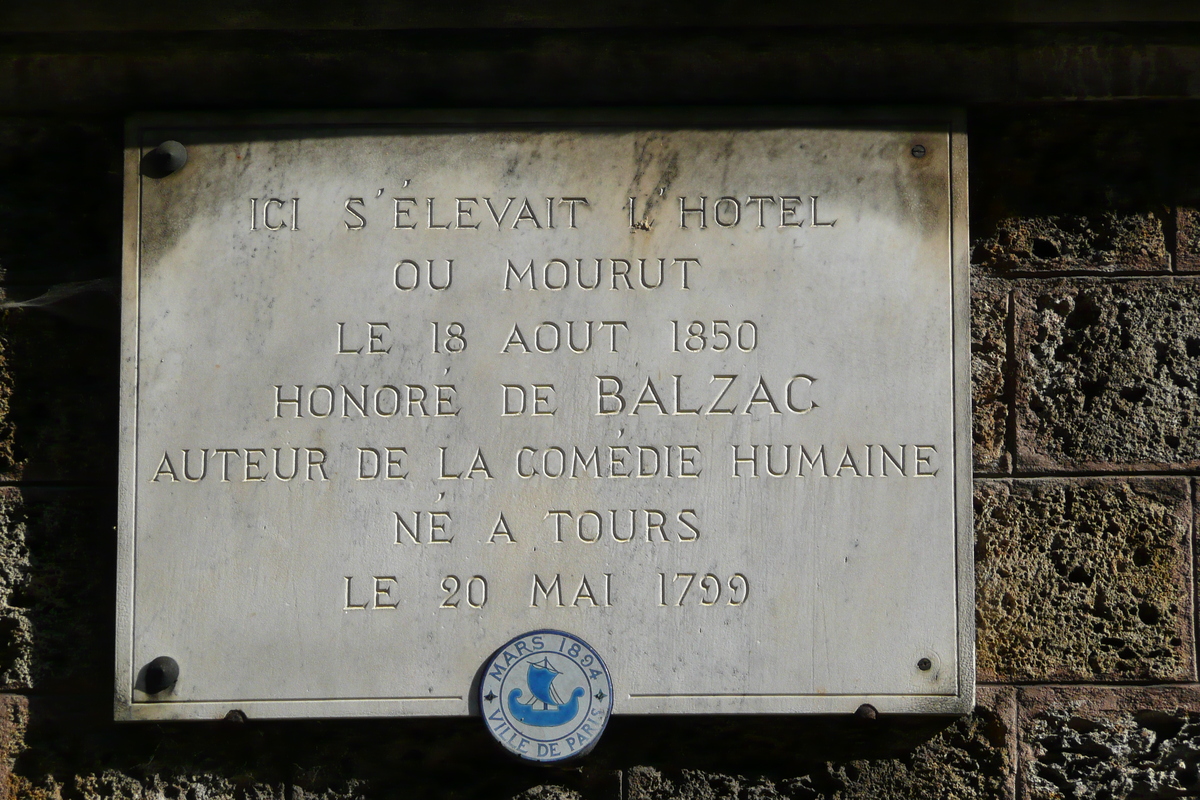 ICI S'ÉLEVAIT L'HOTEL
OU MOURUT
LE 18 AOUT 1850
HONORÉ DE BALZAC
AUTEUR DE LA COMÉDIE HUMAINE
NÉ A TOURS
LE 20 MAI 1799
MARS 1894
VILLE DE PARIS